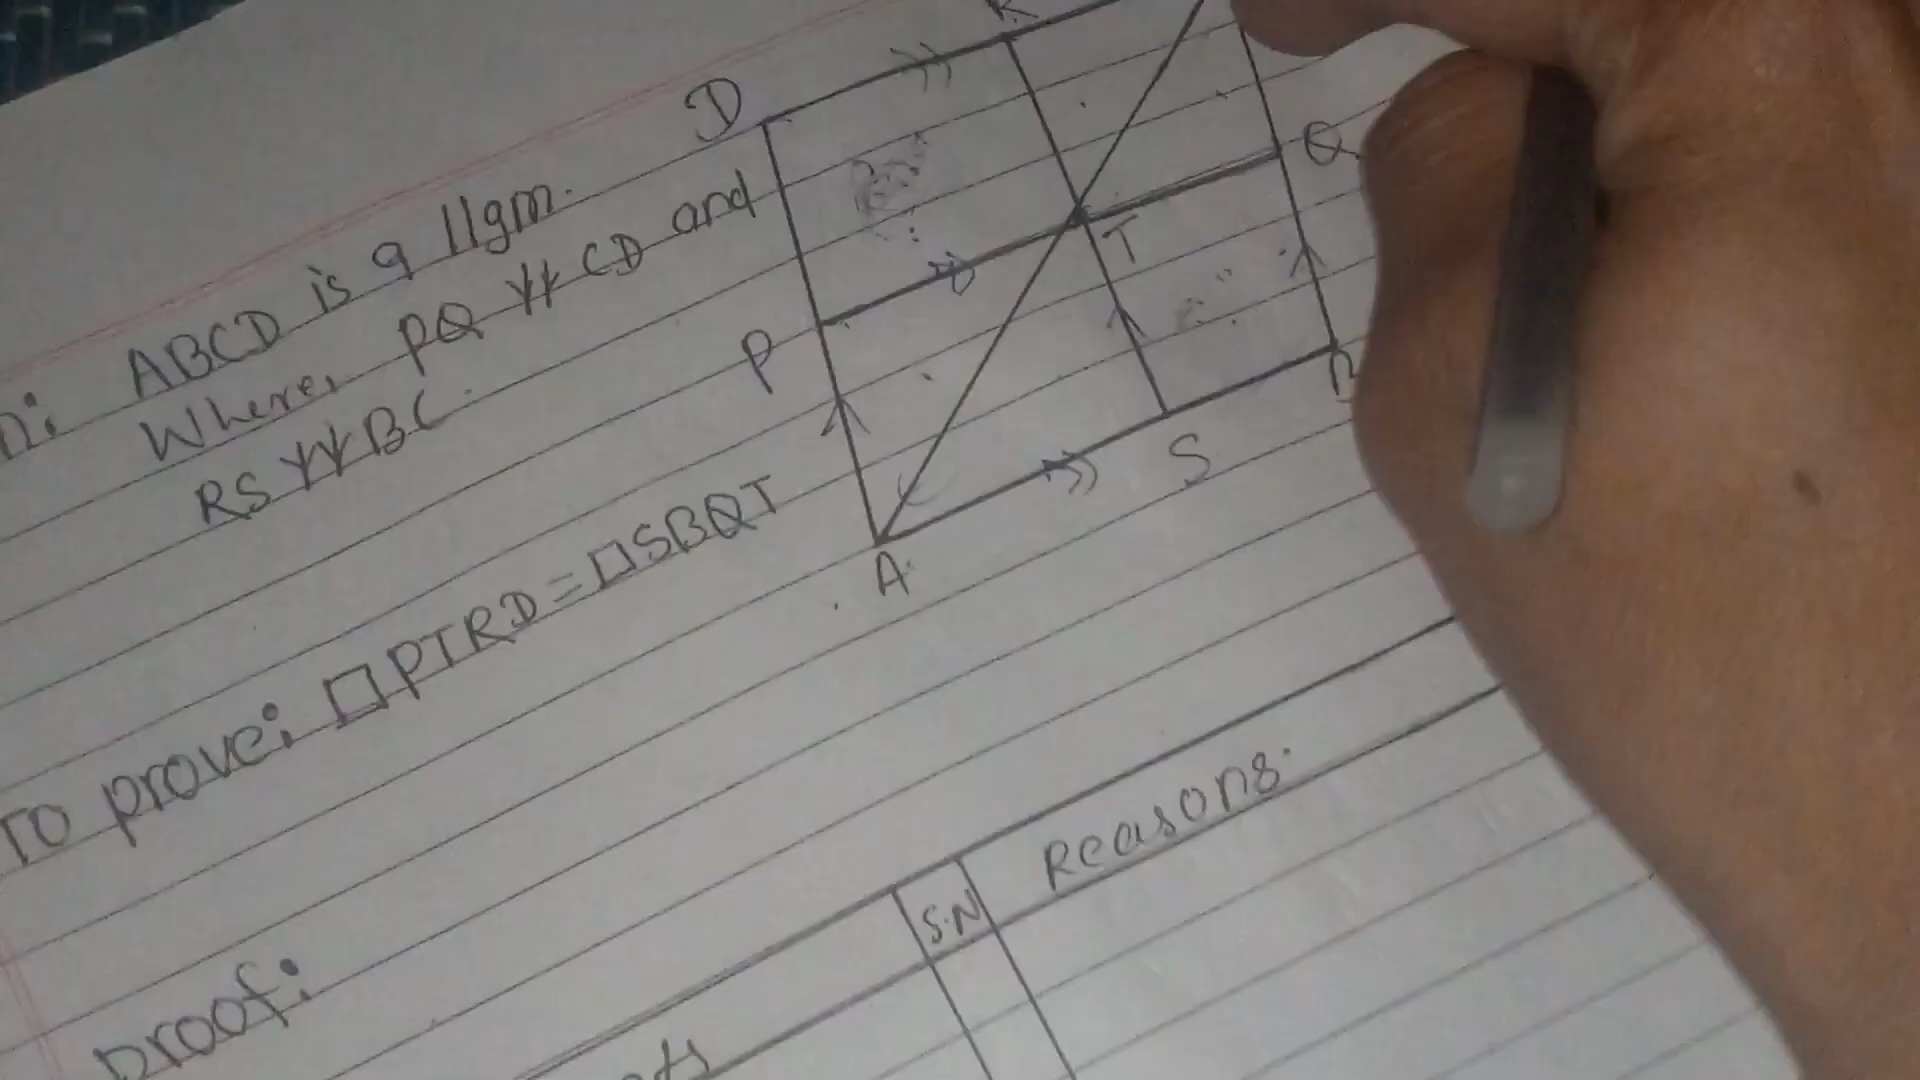 ABCD is a llgm.
Where, PQ || CD and
RS || BC.
To prove: □PTRD = □SBQT
proof:
S.N Reasons.
D
R
Q
T
P
S
A
B